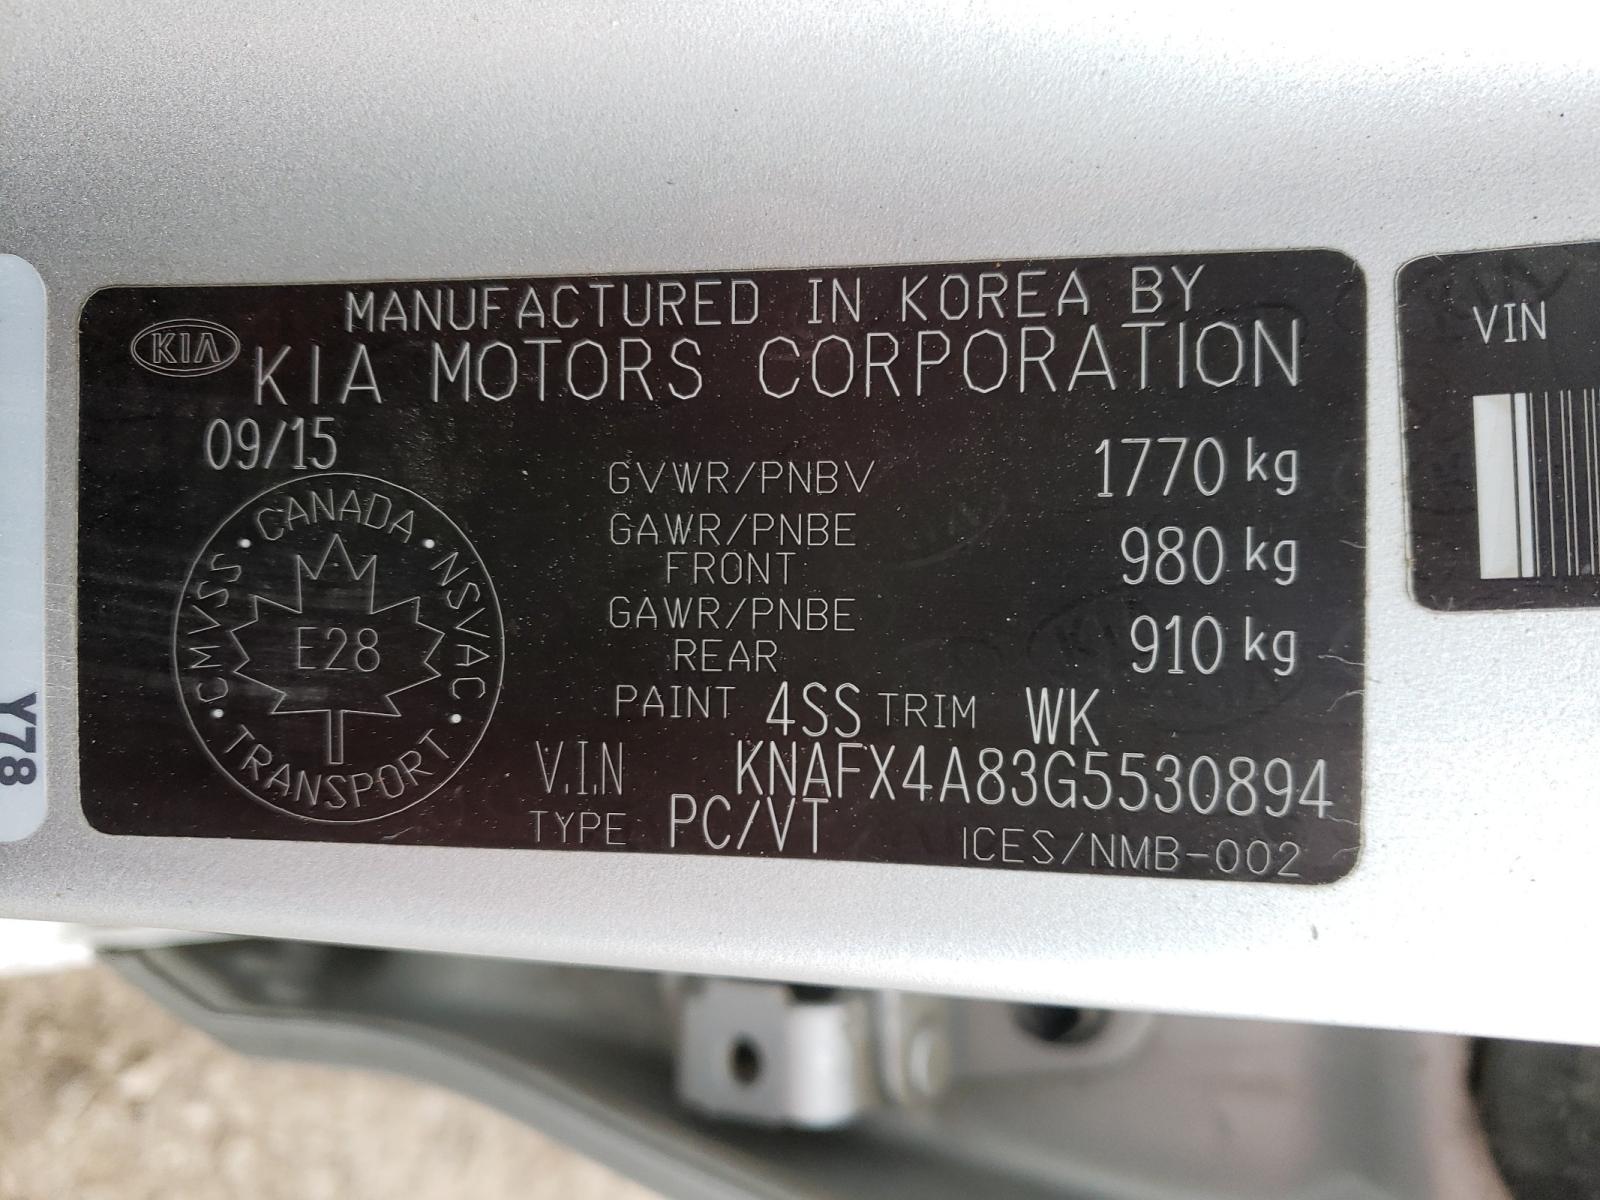 MANUFACTURED IN KOREA BY
KIA
KIA MOTORS CORPORATION
09/15
GVWR/PNBV 1770 kg
GAWR/PNBE FRONT 980 kg
GAWR/PNBE REAR 910 kg
CANADA
CMVSS
NSVAC
E28
TRANSPORT
PAINT 4SS TRIM WK
V.I.N KNAFX4A83G5530894
TYPE PC/VT ICES/NMB-002
VIN
Y78